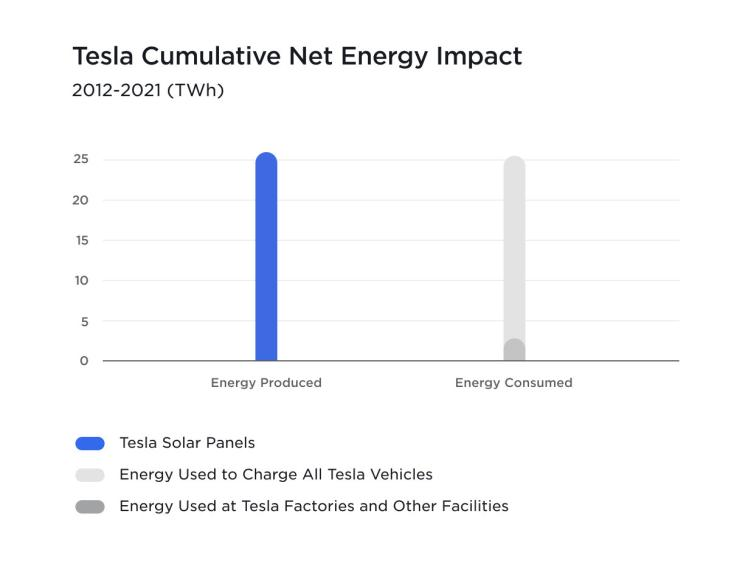 Tesla Cumulative Net Energy Impact
2012-2021 (TWh)
25
20
15
10
5
0
Energy Produced
Energy Consumed
Tesla Solar Panels
Energy Used to Charge All Tesla Vehicles
Energy Used at Tesla Factories and Other Facilities